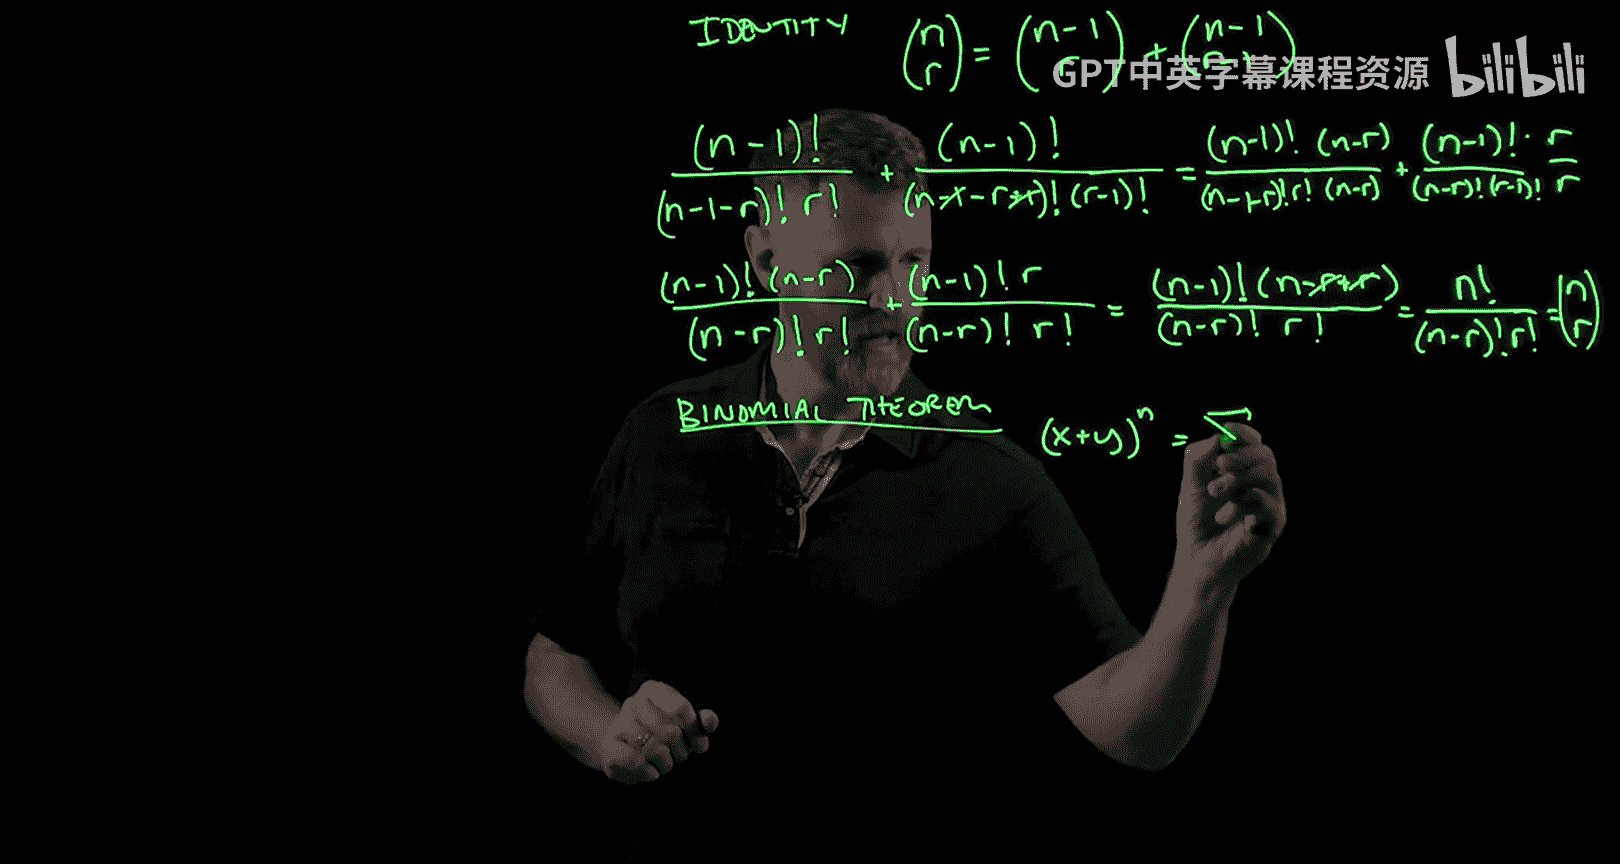 IDENTITY (n r) = (n-1 r) + (n-1 r-1)
GPT中英字幕课程资源 bilibili
(n-1)! / (n-1-r)! r! + (n-1)! / (n-1-r+1)! (r-1)! = (n-1)! (n-r) / (n-1-r)! r! (n-r) + (n-1)! · r / (n-r)! (r-1)! r
(n-1)! (n-r) / (n-r)! r! + (n-1)! r / (n-r)! r! = (n-1)! (n-r+r) / (n-r)! r! = n! / (n-r)! r! = (n r)
BINOMIAL THEOREM (x+y)^n = Σ